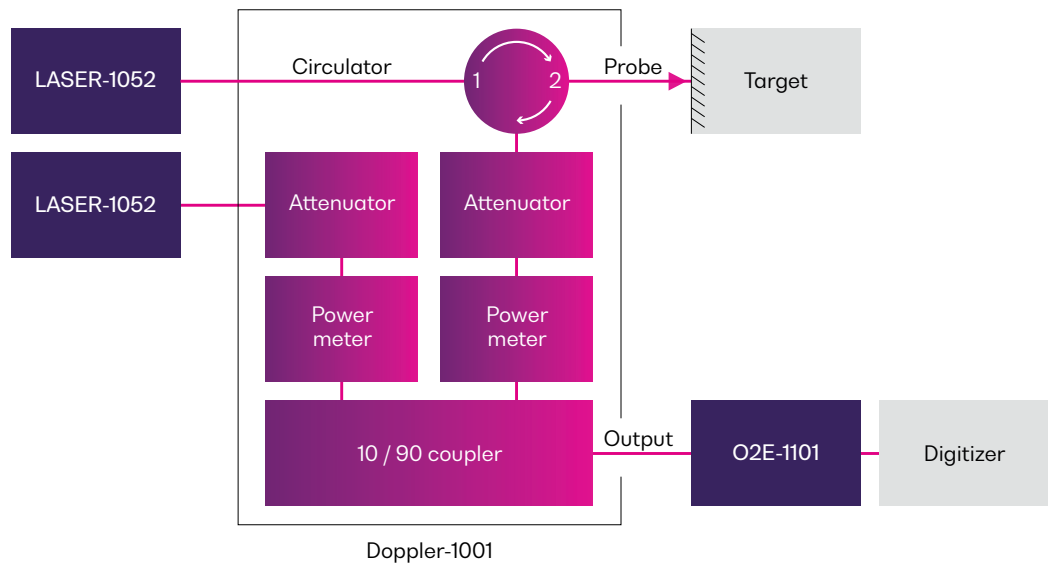 LASER-1052
Circulator
1
2
Probe
Target
LASER-1052
Attenuator
Attenuator
Power
meter
Power
meter
10 / 90 coupler
Output
O2E-1101
Digitizer
Doppler-1001